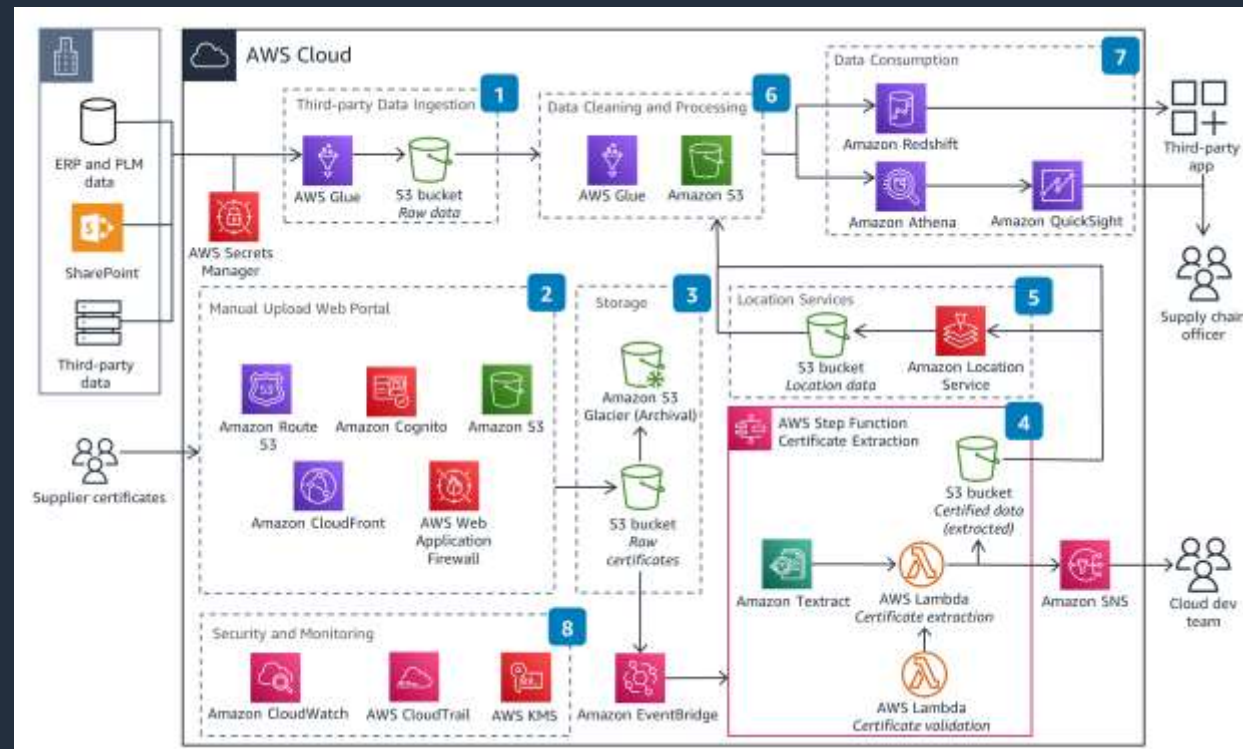 AWS Cloud
ERP and PLM
data
SharePoint
Third-party
data
Supplier certificates
AWS Secrets
Manager
1
Third-party Data Ingestion
AWS Glue
S3 bucket
Raw data
6
Data Cleaning and Processing
AWS Glue
Amazon S3
7
Data Consumption
Amazon Redshift
Amazon Athena
Amazon QuickSight
Third-party
app
Supply chain
officer
2
Manual Upload Web Portal
Amazon Route
53
Amazon Cognito
Amazon S3
Amazon CloudFront
AWS Web
Application
Firewall
3
Storage
Amazon S3
Glacier (Archival)
S3 bucket
Raw
certificates
5
Location Services
S3 bucket
Location data
Amazon Location
Service
4
AWS Step Function
Certificate Extraction
S3 bucket
Certified data
(extracted)
Amazon Textract
AWS Lambda
Certificate extraction
AWS Lambda
Certificate validation
Amazon SNS
Cloud dev
team
8
Security and Monitoring
Amazon CloudWatch
AWS CloudTrail
AWS KMS
Amazon EventBridge